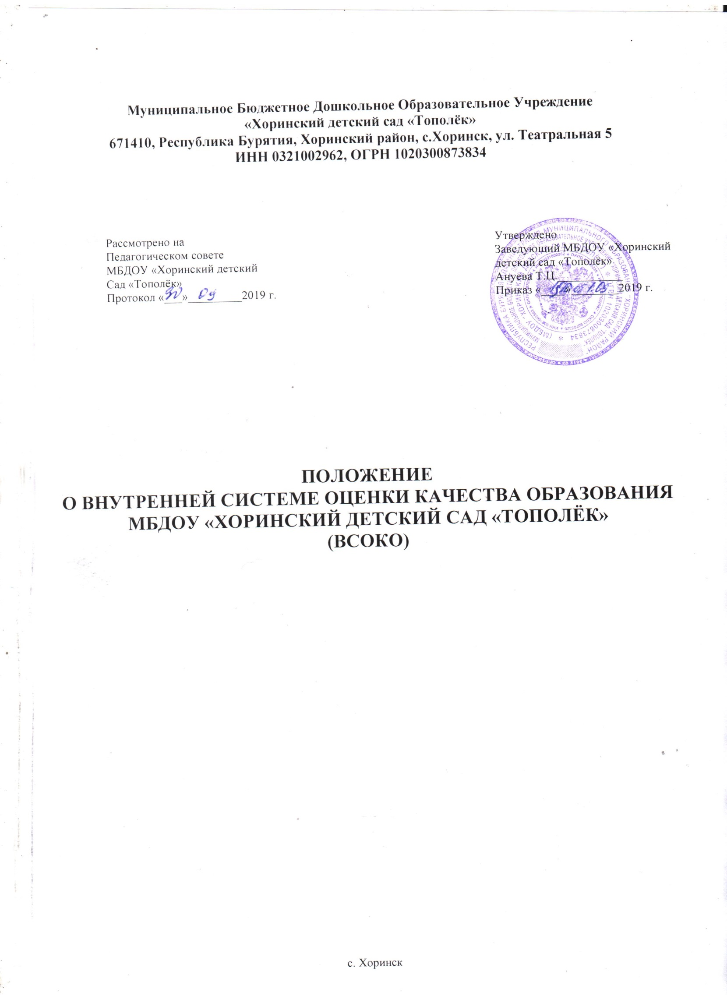 Муниципальное Бюджетное Дошкольное Образовательное Учреждение
«Хоринский детский сад «Тополёк»
671410, Республика Бурятия, Хоринский район, с.Хоринск, ул. Театральная 5
ИНН 0321002962, ОГРН 1020300873834
Рассмотрено на
Педагогическом совете
МБДОУ «Хоринский детский
Сад «Тополёк»
Протокол «30» 09 2019 г.
Утверждено
Заведующий МБДОУ «Хоринский
детский сад «Тополёк»
Ануева Т.Ц.
Приказ « » 2019 г.
ПОЛОЖЕНИЕ
О ВНУТРЕННЕЙ СИСТЕМЕ ОЦЕНКИ КАЧЕСТВА ОБРАЗОВАНИЯ
МБДОУ «ХОРИНСКИЙ ДЕТСКИЙ САД «ТОПОЛЁК»
(ВСОКО)
с. Хоринск